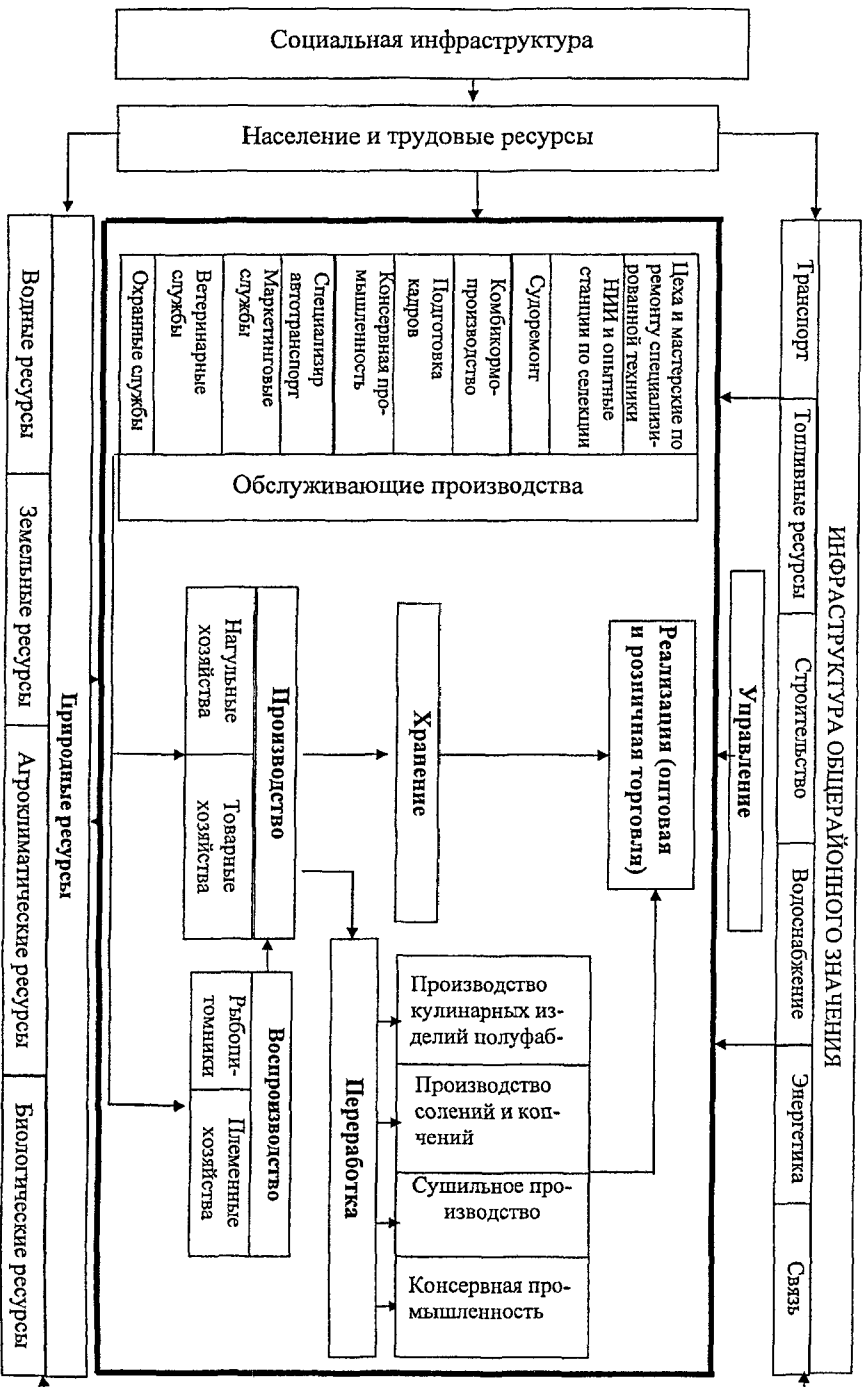 Социальная инфраструктура
Население и трудовые ресурсы
ИНФРАСТРУКТУРА ОБЩЕРАЙОННОГО ЗНАЧЕНИЯ
Транспорт
Топливные ресурсы
Строительство
Водоснабжение
Энергетика
Связь
Управление
Цеха и мастерские по
ремонту специализи-
рованной техники
НИИ и опытные
станции по селекции
Судоремонт
Комбикормо-
производство
Подготовка
кадров
Консервная про-
мышленность
Специализир
автотранспорт
Маркетинговые
службы
Ветеринарные
службы
Охранные службы
Обслуживающие производства
Реализация (оптовая
и розничная торговля)
Хранение
Производство
Нагульные
хозяйства
Товарные
хозяйства
Воспроизводство
Рыбопи-
томники
Племенные
хозяйства
Переработка
Производство
кулинарных из-
делий полуфаб-
Производство
солений и коп-
чений
Сушильное про-
изводство
Консервная про-
мышленность
Природные ресурсы
Водные ресурсы
Земельные ресурсы
Агроклиматические ресурсы
Биологические ресурсы